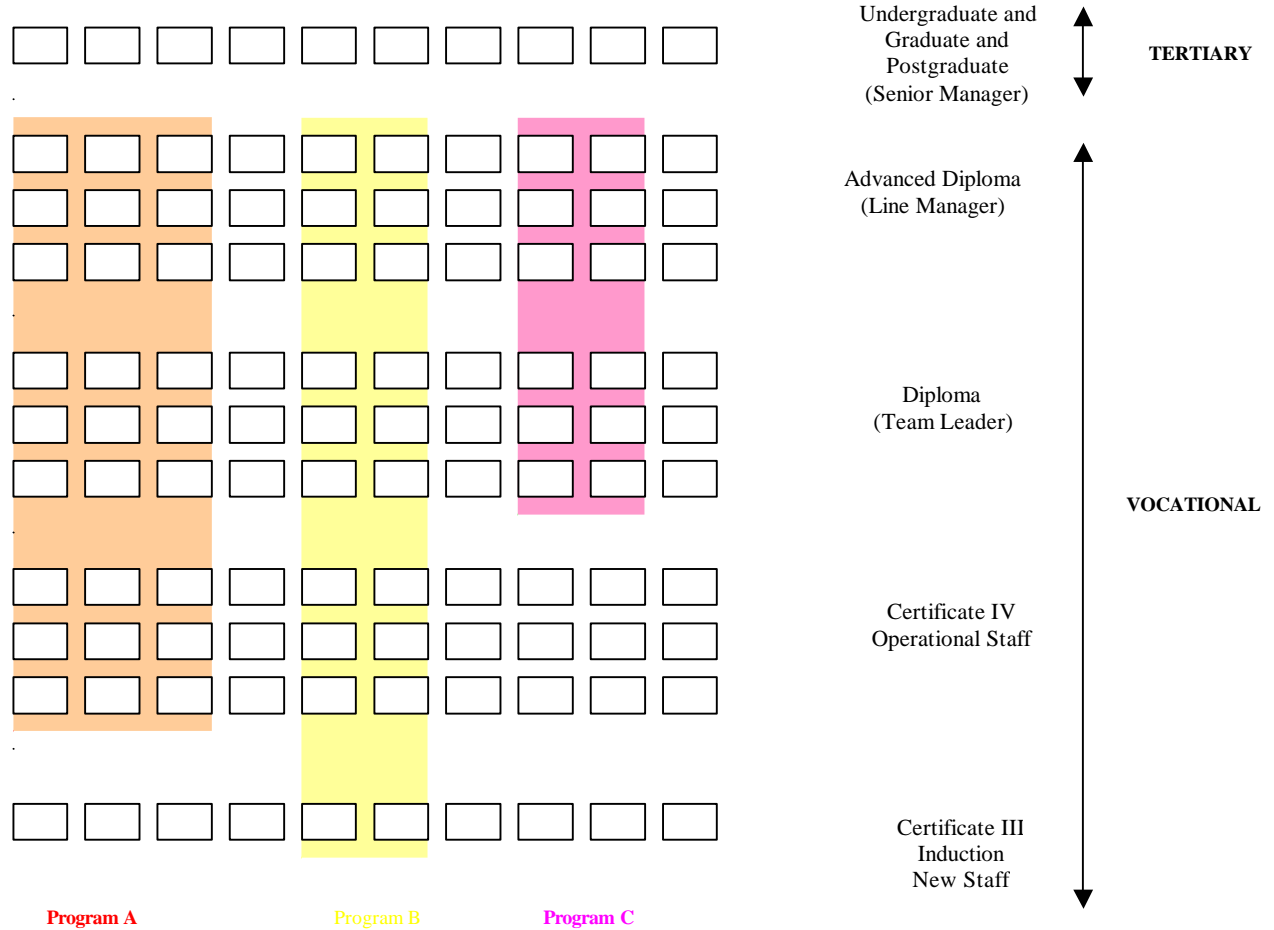 Undergraduate and
Graduate and
Postgraduate
(Senior Manager)
TERTIARY
Advanced Diploma
(Line Manager)
Diploma
(Team Leader)
VOCATIONAL
Certificate IV
Operational Staff
Certificate III
Induction
New Staff
Program A
Program B
Program C